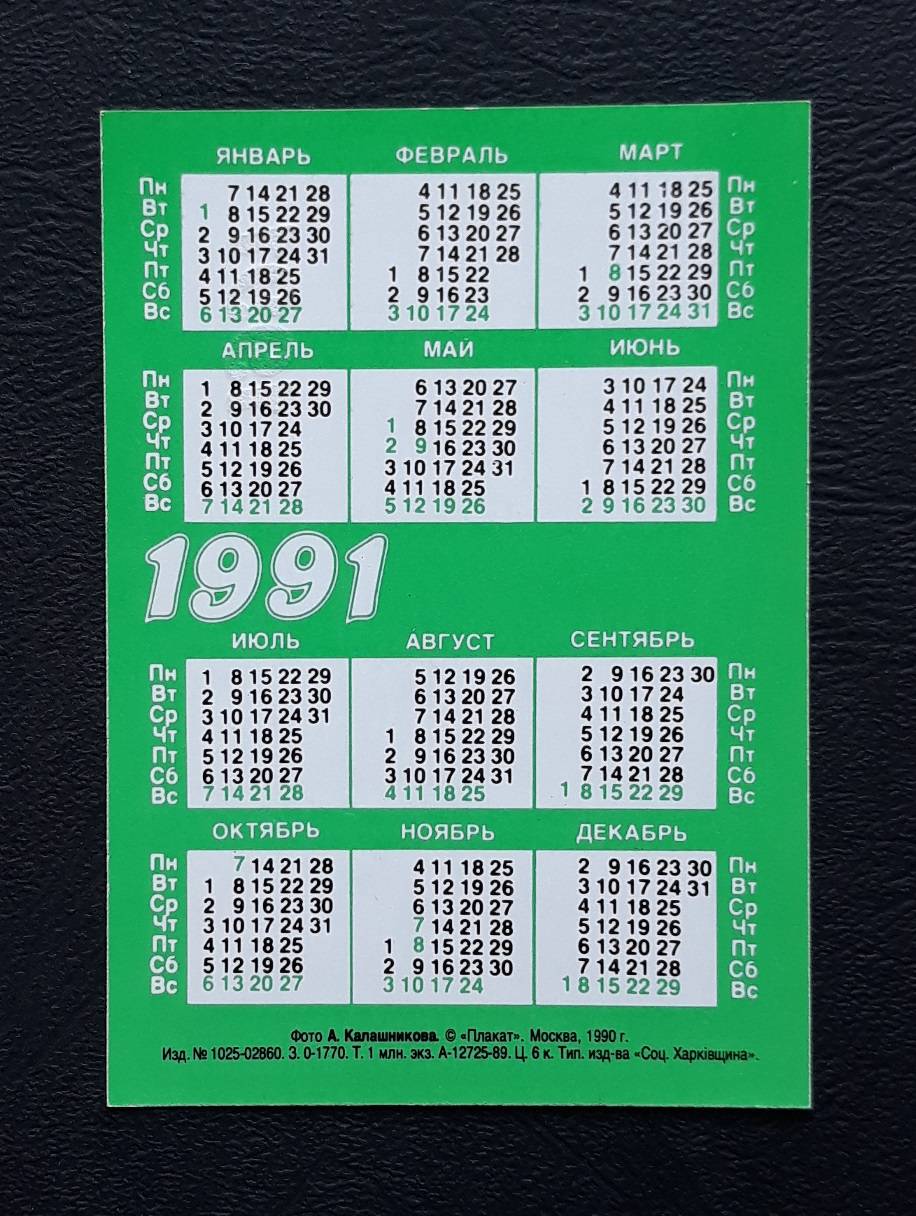 ЯНВАРЬ ФЕВРАЛЬ МАРТ
Пн 7 14 21 28 4 11 18 25 4 11 18 25 Пн
Вт 1 8 15 22 29 5 12 19 26 5 12 19 26 Вт
Ср 2 9 16 23 30 6 13 20 27 6 13 20 27 Ср
Чт 3 10 17 24 31 7 14 21 28 7 14 21 28 Чт
Пт 4 11 18 25 1 8 15 22 1 8 15 22 29 Пт
Сб 5 12 19 26 2 9 16 23 2 9 16 23 30 Сб
Вс 6 13 20 27 3 10 17 24 3 10 17 24 31 Вс
АПРЕЛЬ МАЙ ИЮНЬ
Пн 1 8 15 22 29 6 13 20 27 3 10 17 24 Пн
Вт 2 9 16 23 30 7 14 21 28 4 11 18 25 Вт
Ср 3 10 17 24 1 8 15 22 29 5 12 19 26 Ср
Чт 4 11 18 25 2 9 16 23 30 6 13 20 27 Чт
Пт 5 12 19 26 3 10 17 24 31 7 14 21 28 Пт
Сб 6 13 20 27 4 11 18 25 1 8 15 22 29 Сб
Вс 7 14 21 28 5 12 19 26 2 9 16 23 30 Вс
1991
ИЮЛЬ АВГУСТ СЕНТЯБРЬ
Пн 1 8 15 22 29 5 12 19 26 2 9 16 23 30 Пн
Вт 2 9 16 23 30 6 13 20 27 3 10 17 24 Вт
Ср 3 10 17 24 31 7 14 21 28 4 11 18 25 Ср
Чт 4 11 18 25 1 8 15 22 29 5 12 19 26 Чт
Пт 5 12 19 26 2 9 16 23 30 6 13 20 27 Пт
Сб 6 13 20 27 3 10 17 24 31 7 14 21 28 Сб
Вс 7 14 21 28 4 11 18 25 1 8 15 22 29 Вс
ОКТЯБРЬ НОЯБРЬ ДЕКАБРЬ
Пн 7 14 21 28 4 11 18 25 2 9 16 23 30 Пн
Вт 1 8 15 22 29 5 12 19 26 3 10 17 24 31 Вт
Ср 2 9 16 23 30 6 13 20 27 4 11 18 25 Ср
Чт 3 10 17 24 31 7 14 21 28 5 12 19 26 Чт
Пт 4 11 18 25 1 8 15 22 29 6 13 20 27 Пт
Сб 5 12 19 26 2 9 16 23 30 7 14 21 28 Сб
Вс 6 13 20 27 3 10 17 24 1 8 15 22 29 Вс
Фото А. Калашникова. © «Плакат». Москва, 1990 г.
Изд. № 1025-02860. З. 0-1770. Т. 1 млн. экз. А-12725-89. Ц. 6 к. Тип. изд-ва «Соц. Харкiвщина».